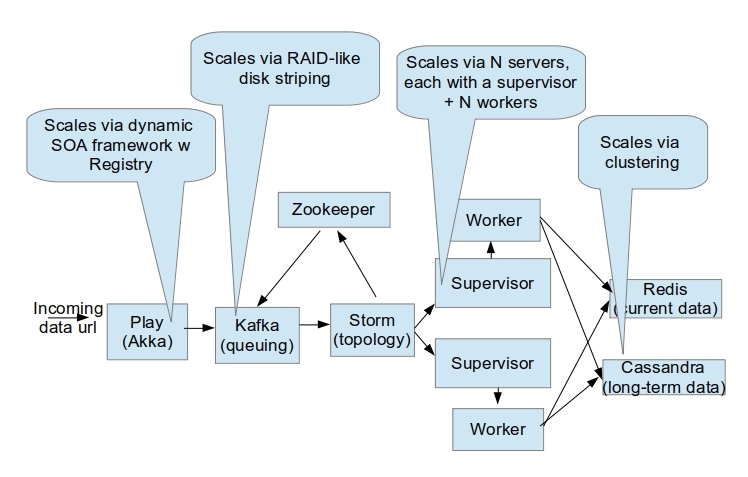 Scales via RAID-like
disk striping
Scales via N servers,
each with a supervisor
+ N workers
Scales via dynamic
SOA framework w
Registry
Scales via
clustering
Zookeeper
Worker
Supervisor
Redis
(current data)
Incoming
data url
Play
(Akka)
Kafka
(queuing)
Storm
(topology)
Supervisor
Cassandra
(long-term data)
Worker